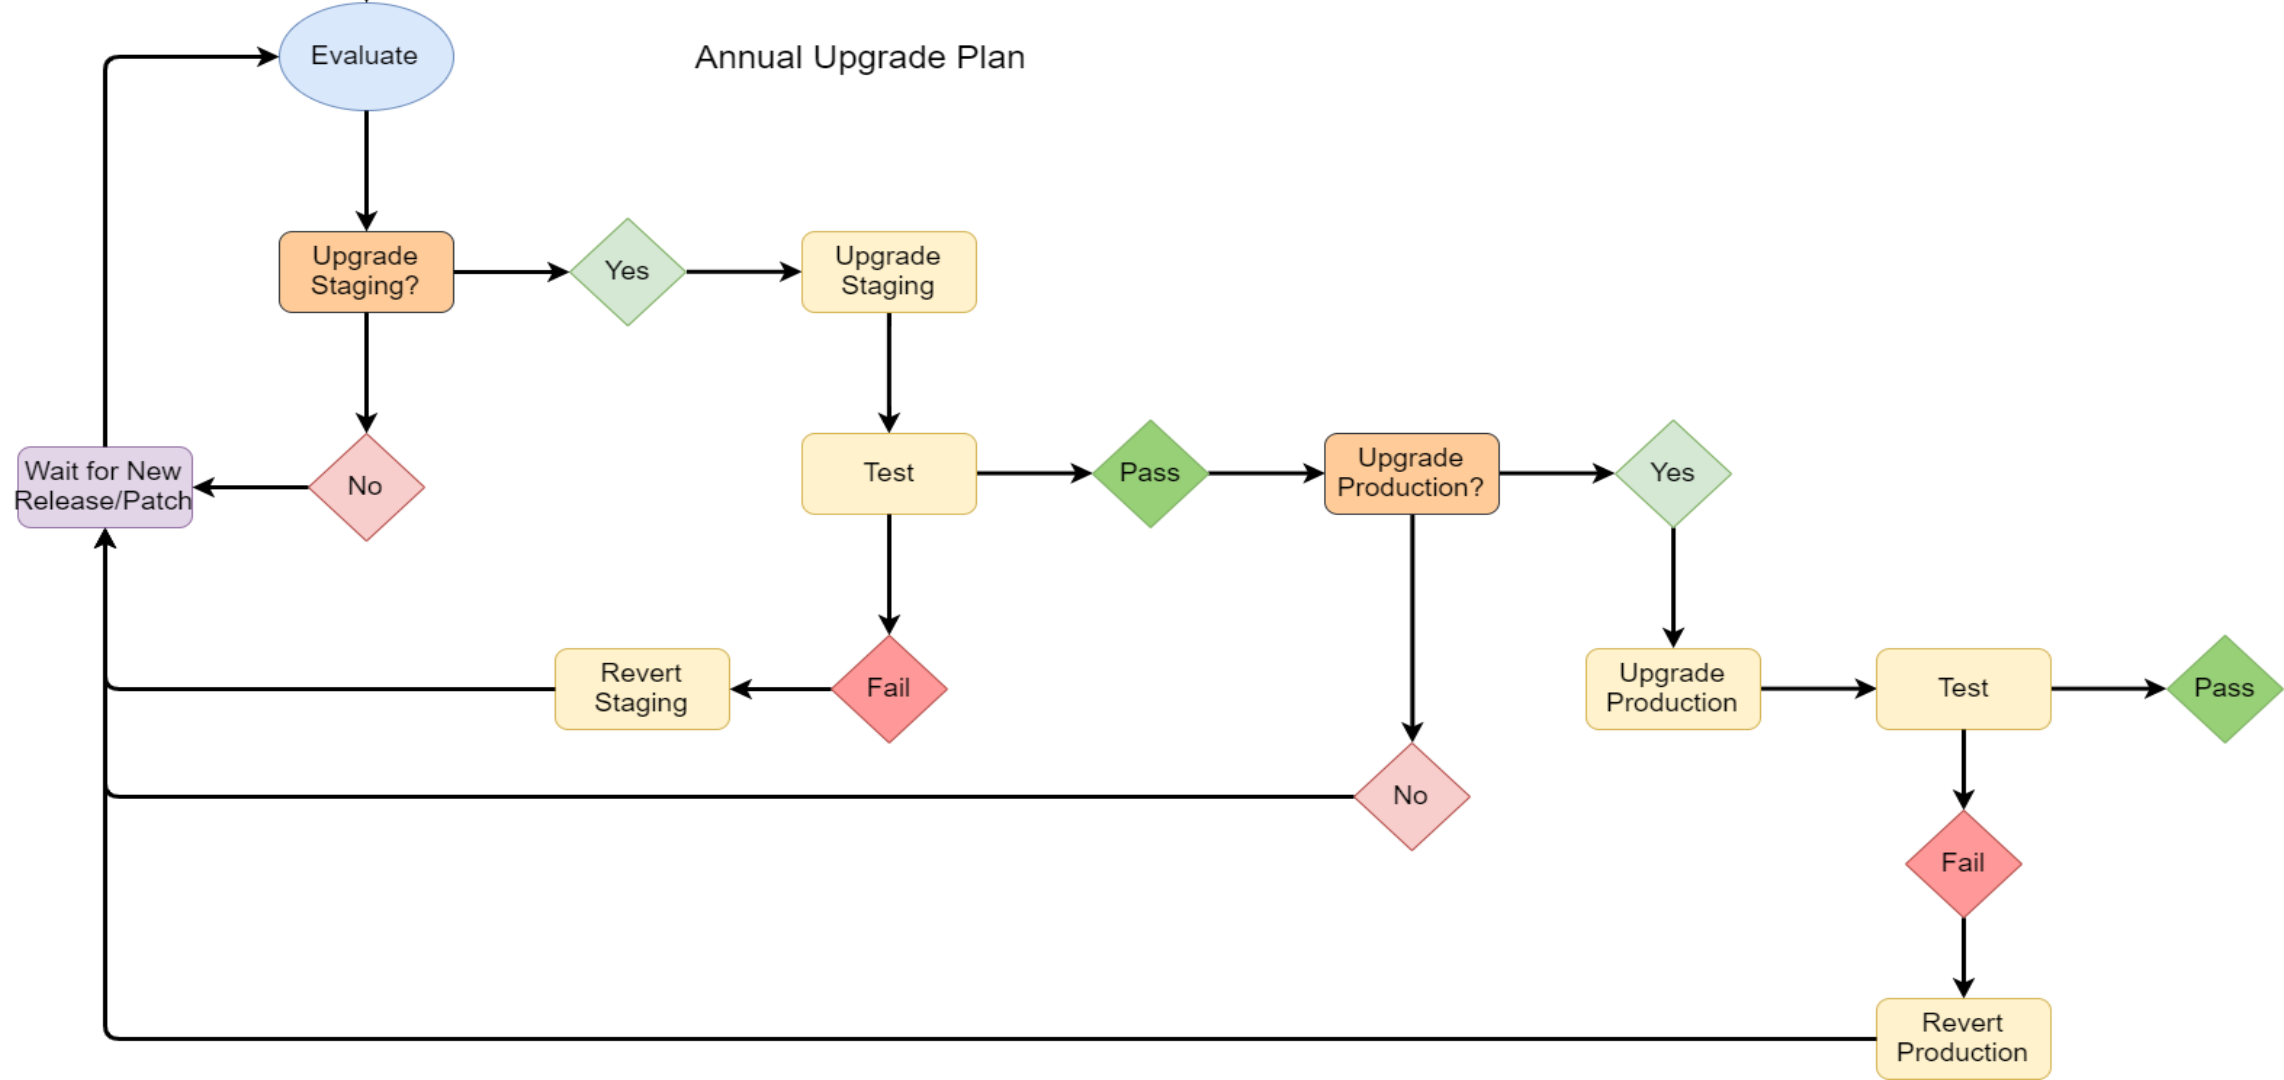 Evaluate
Annual Upgrade Plan
Upgrade
Staging?
Yes
Upgrade
Staging
Wait for New
Release/Patch
No
Test
Pass
Upgrade
Production?
Yes
Revert
Staging
Fail
Upgrade
Production
Test
Pass
No
Fail
Revert
Production